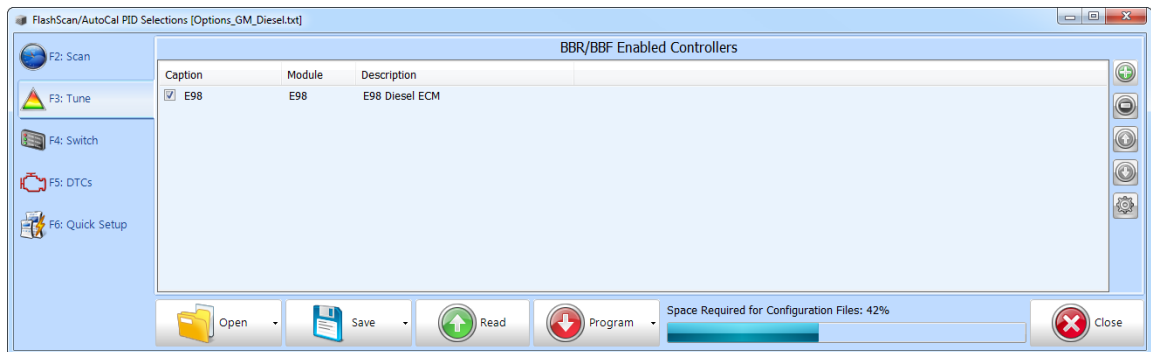 FlashScan/AutoCal PID Selections [Options_GM_Diesel.txt]
F2: Scan
F3: Tune
F4: Switch
F5: DTCs
F6: Quick Setup
BBR/BBF Enabled Controllers
Caption Module Description
E98 E98 E98 Diesel ECM
Open Save Read Program Space Required for Configuration Files: 42% Close